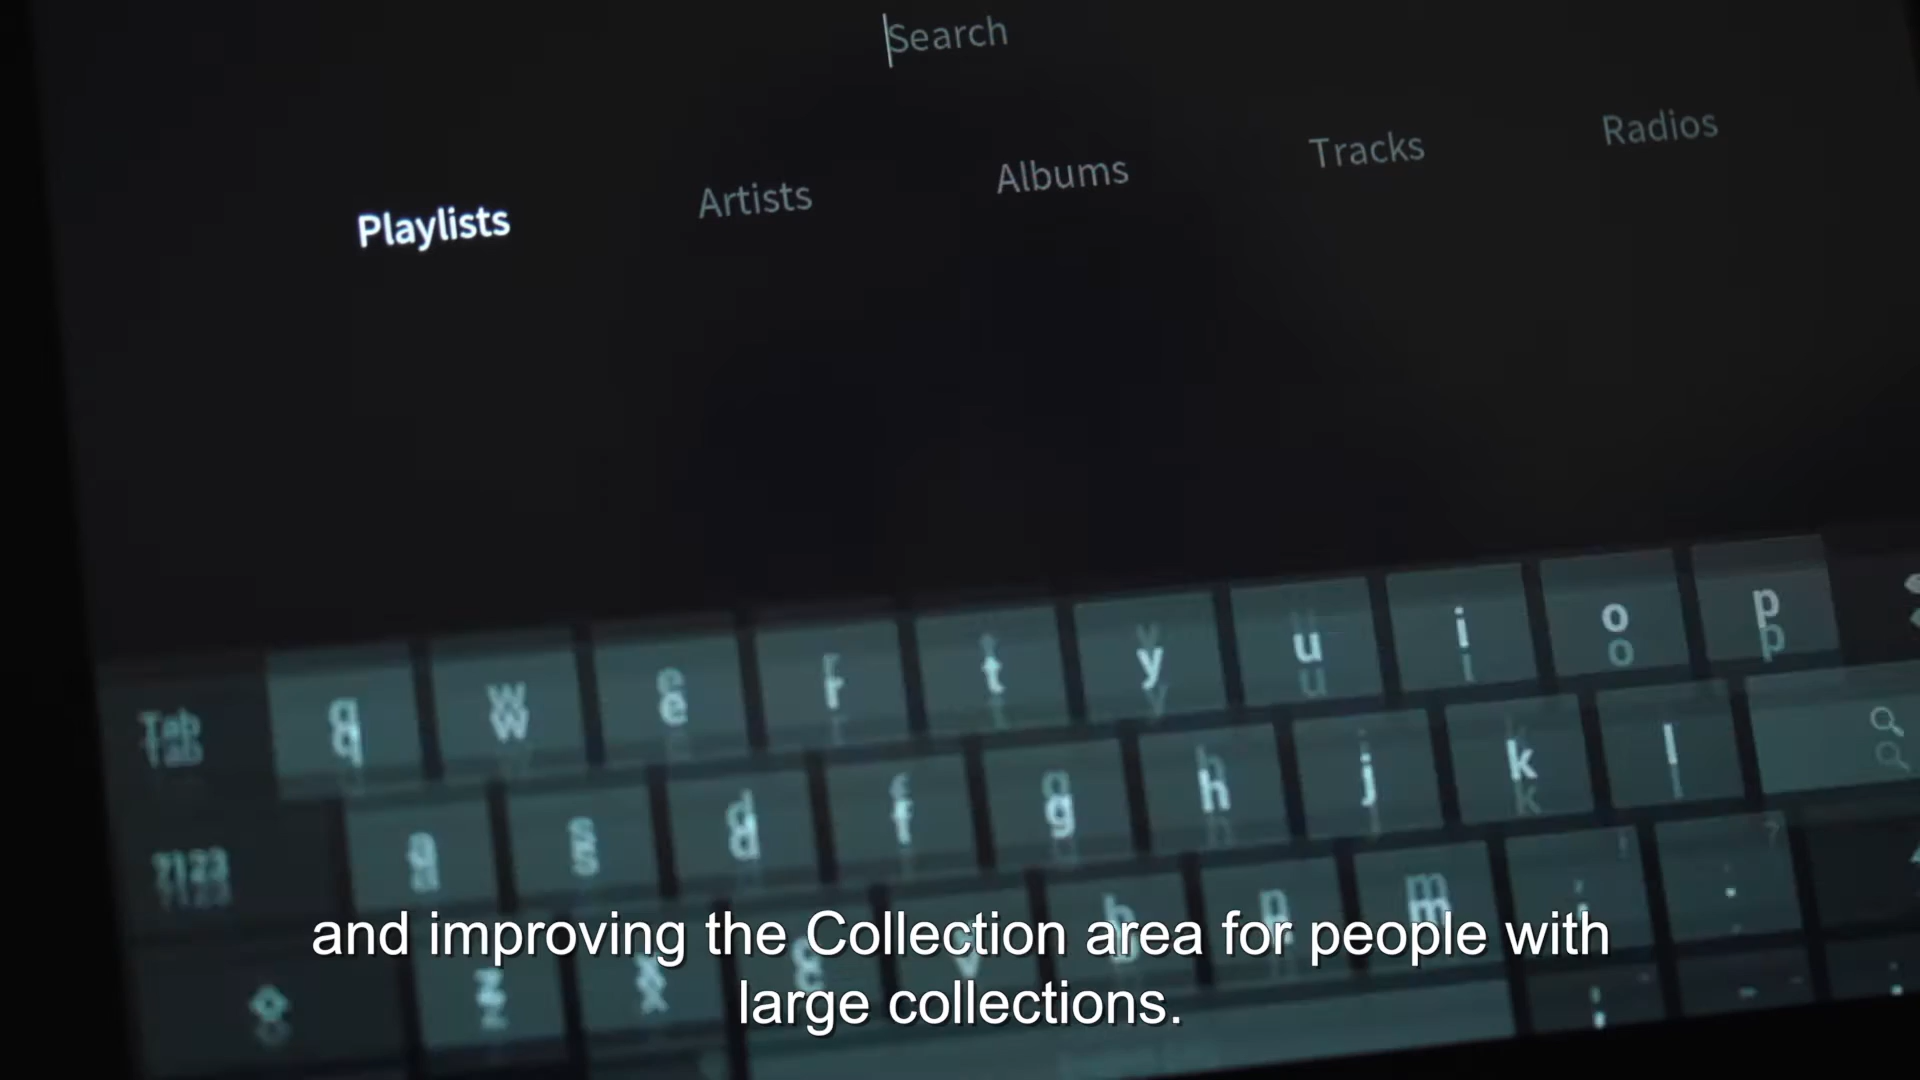 Search
Playlists Artists Albums Tracks Radios
q w e r t y u i o p
Tab
a s d f g h j k l
?123
z x c v b n m ! ?
and improving the Collection area for people with
large collections.